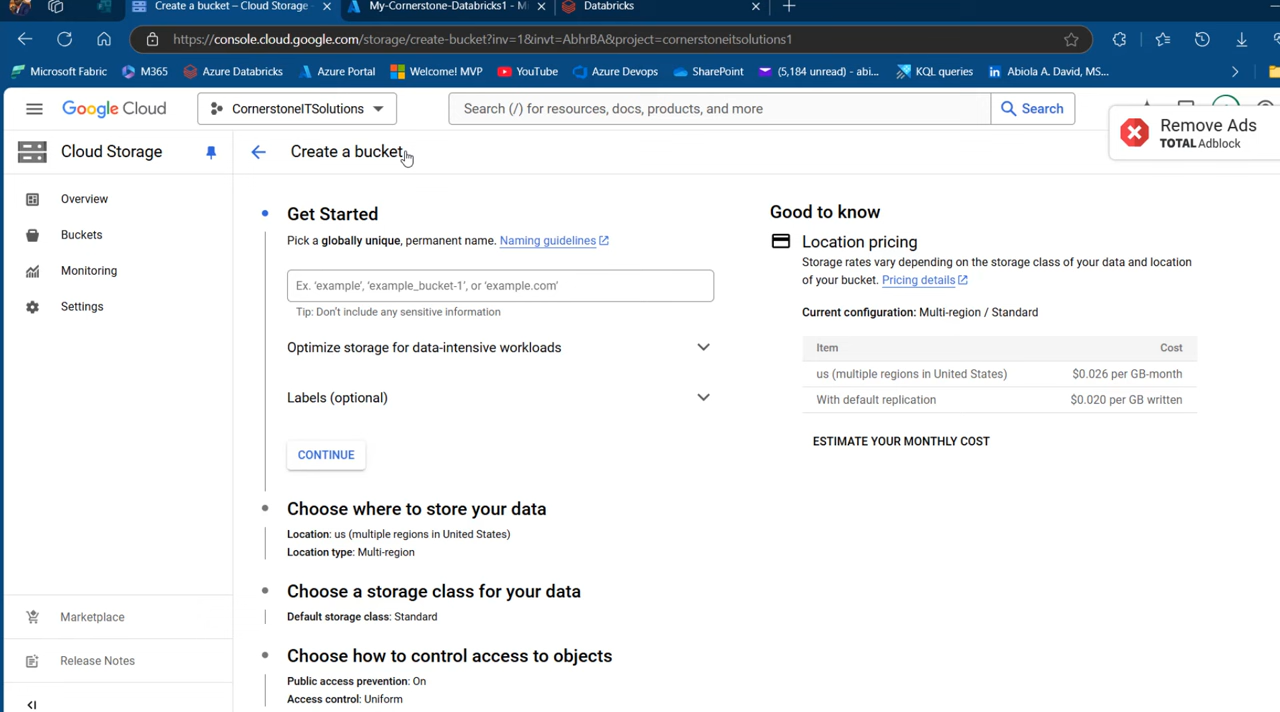 Create a bucket – Cloud Storage -
My-Cornerstone-Databricks1 - Mi
Databricks
https://console.cloud.google.com/storage/create-bucket?inv=1&invt=AbhrBA&project=cornerstoneitsolutions1
Microsoft Fabric
M365
Azure Databricks
Azure Portal
Welcome! MVP
YouTube
Azure Devops
SharePoint
(5,184 unread) - abi...
KQL queries
Abiola A. David, MS...
Google Cloud
CornerstoneITSolutions
Search (/) for resources, docs, products, and more
Search
Remove Ads
TOTAL Adblock
Cloud Storage
Create a bucket
Overview
Buckets
Monitoring
Settings
Marketplace
Release Notes
Get Started
Pick a globally unique, permanent name. Naming guidelines
Ex. 'example', 'example_bucket-1', or 'example.com'
Tip: Don't include any sensitive information
Optimize storage for data-intensive workloads
Labels (optional)
CONTINUE
Choose where to store your data
Location: us (multiple regions in United States)
Location type: Multi-region
Choose a storage class for your data
Default storage class: Standard
Choose how to control access to objects
Public access prevention: On
Access control: Uniform
Good to know
Location pricing
Storage rates vary depending on the storage class of your data and location
of your bucket. Pricing details
Current configuration: Multi-region / Standard
Item Cost
us (multiple regions in United States) $0.026 per GB-month
With default replication $0.020 per GB written
ESTIMATE YOUR MONTHLY COST